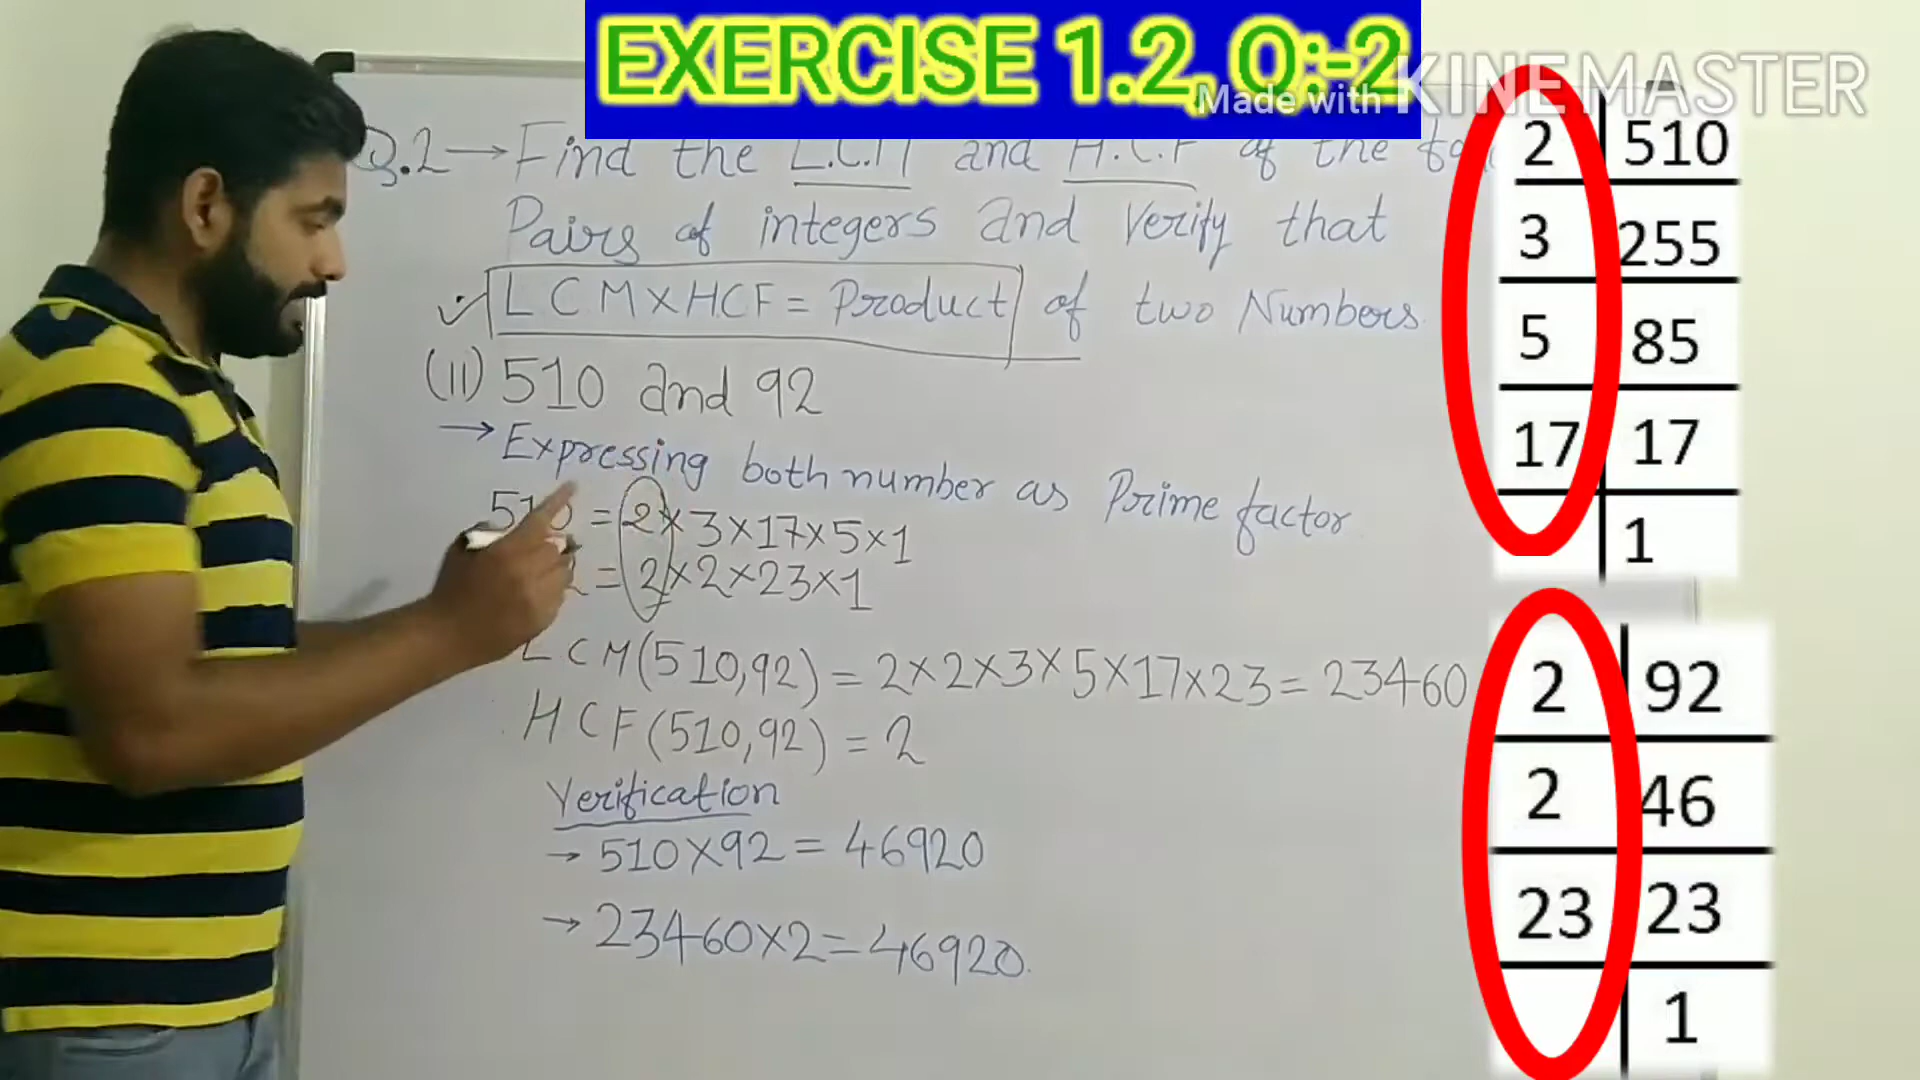 EXERCISE 1.2, Q:-2
Made with KINEMASTER
Q.2→ Find the L.C.M and H.C.F of the
Pairs of integers and Verify that
LCM×HCF = Product of two Numbers.
(II) 510 and 92
→ Expressing both number as Prime factor
510 = 2×3×17×5×1
2 = 2×2×23×1
LCM(510,92) = 2×2×3×5×17×23 = 23460
HCF(510,92) = 2
Verification
→ 510×92 = 46920
→ 23460×2 = 46920.
2 510
3 255
5 85
17 17
1
2 92
2 46
23 23
1